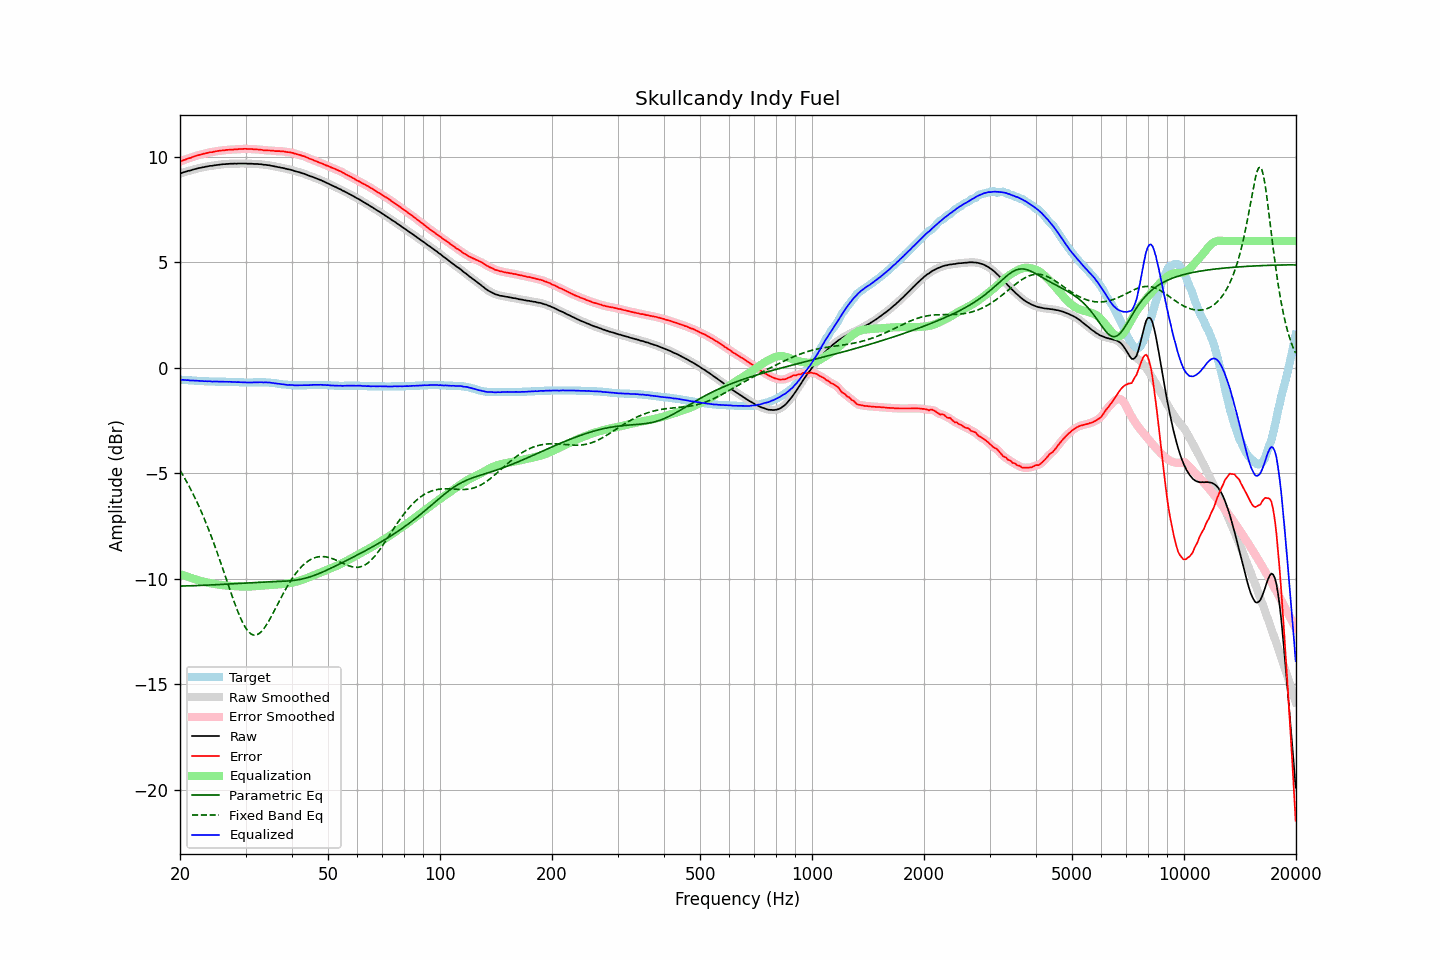 Skullcandy Indy Fuel
Amplitude (dBr)
10
5
0
−5
−10
−15
−20
Target
Raw Smoothed
Error Smoothed
Raw
Error
Equalization
Parametric Eq
Fixed Band Eq
Equalized
20 50 100 200 500 1000 2000 5000 10000 20000
Frequency (Hz)